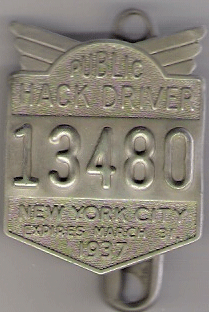 PUBLIC
HACK DRIVER
13480
NEW YORK CITY
EXPIRES MARCH 31
1937